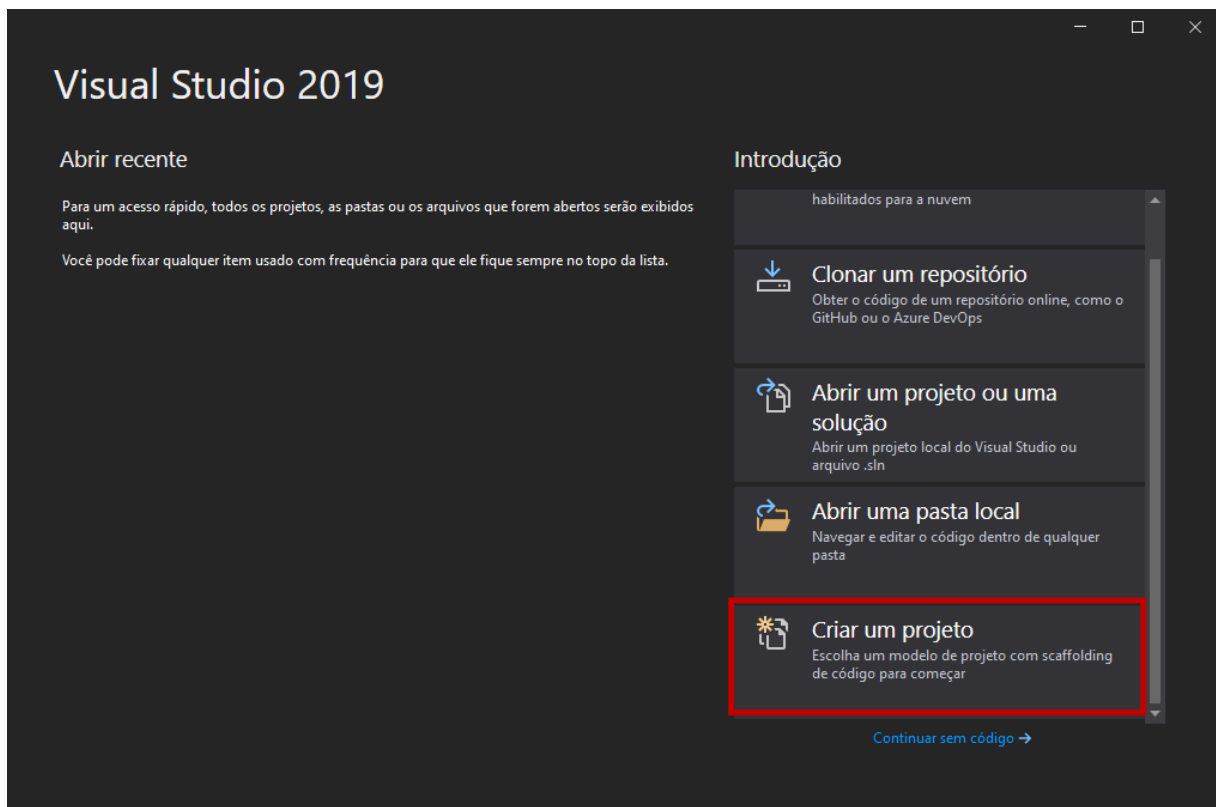 Visual Studio 2019
Abrir recente
Para um acesso rápido, todos os projetos, as pastas ou os arquivos que forem abertos serão exibidos
aqui.
Você pode fixar qualquer item usado com frequência para que ele fique sempre no topo da lista.
Introdução
habilitados para a nuvem
Clonar um repositório
Obter o código de um repositório online, como o
GitHub ou o Azure DevOps
Abrir um projeto ou uma
solução
Abrir um projeto local do Visual Studio ou
arquivo .sln
Abrir uma pasta local
Navegar e editar o código dentro de qualquer
pasta
Criar um projeto
Escolha um modelo de projeto com scaffolding
de código para começar
Continuar sem código →